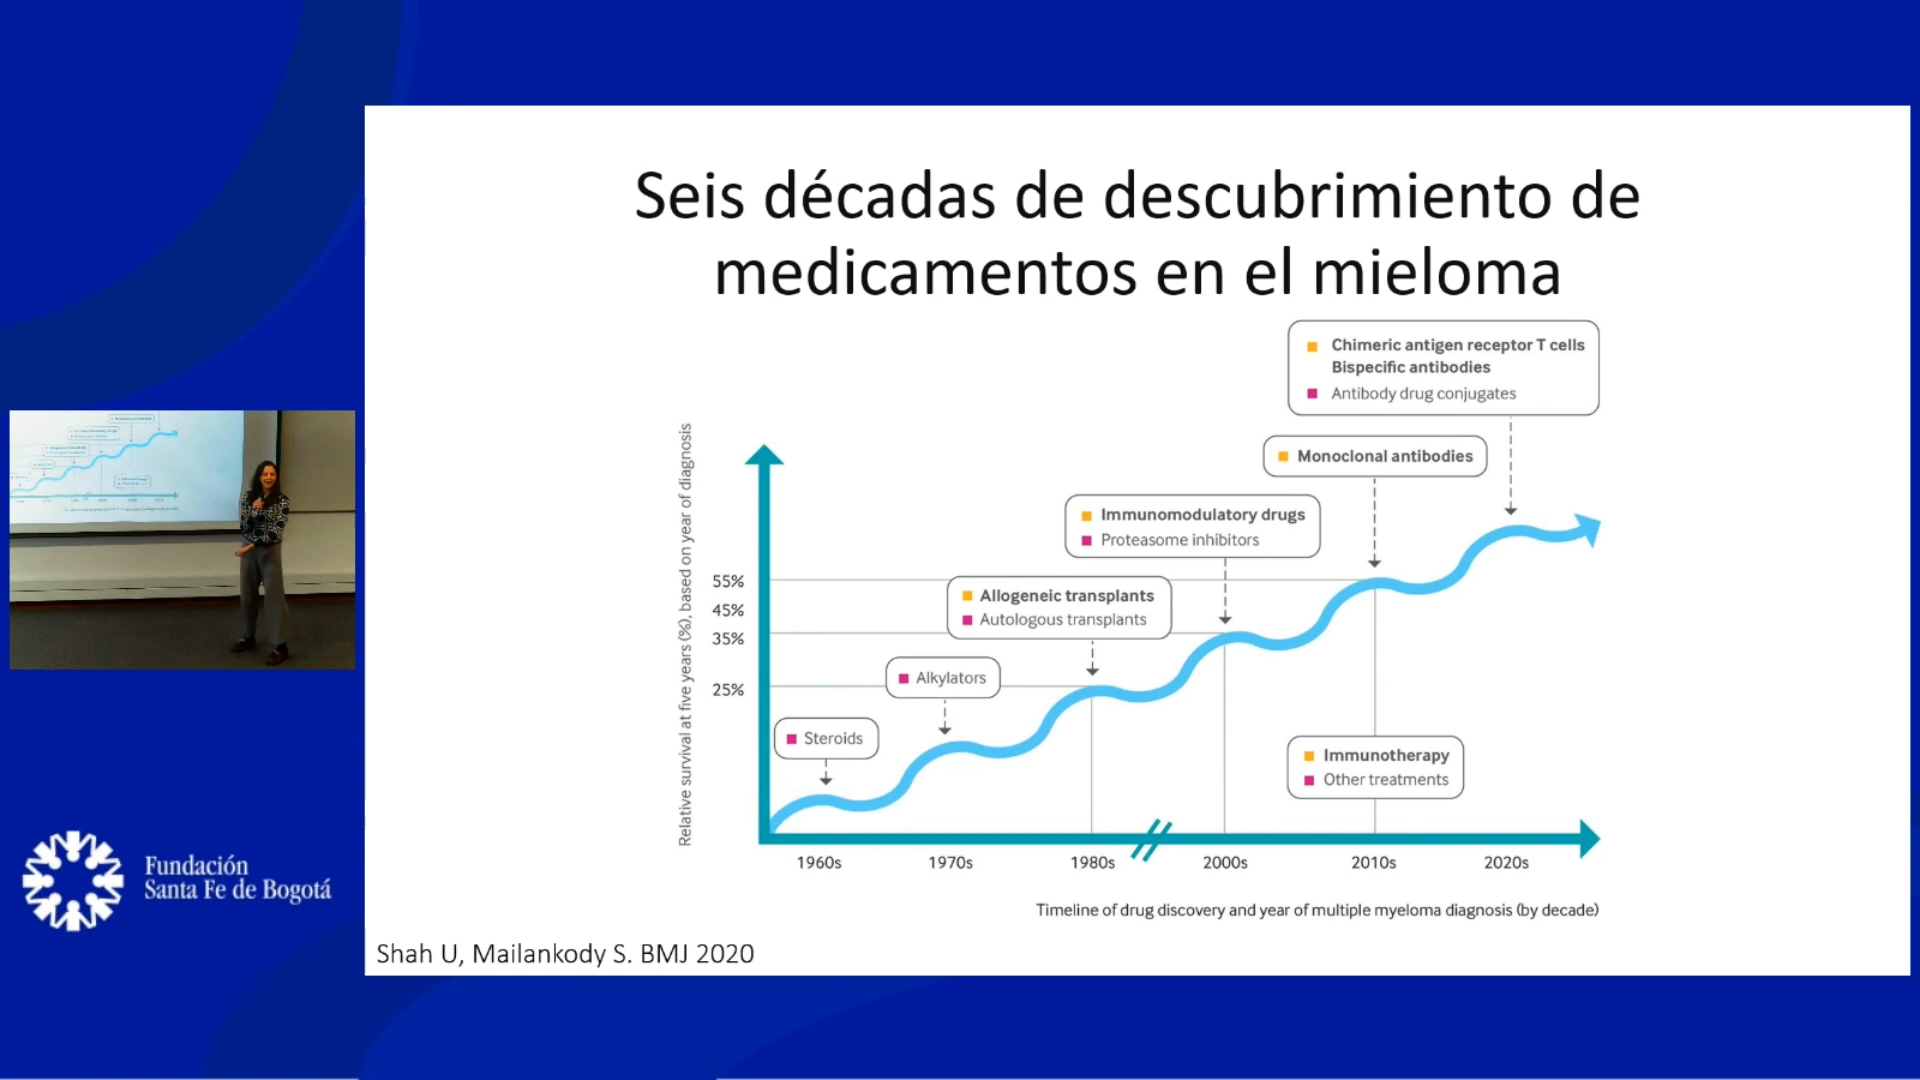 Seis décadas de descubrimiento de
medicamentos en el mieloma
Chimeric antigen receptor T cells
Bispecific antibodies
Antibody drug conjugates
Monoclonal antibodies
Immunomodulatory drugs
Proteasome inhibitors
Allogeneic transplants
Autologous transplants
Alkylators
Steroids
Immunotherapy
Other treatments
Relative survival at five years (%), based on year of diagnosis
55%
45%
35%
25%
1960s
1970s
1980s
2000s
2010s
2020s
Timeline of drug discovery and year of multiple myeloma diagnosis (by decade)
Shah U, Mailankody S. BMJ 2020
Fundación
Santa Fe de Bogotá